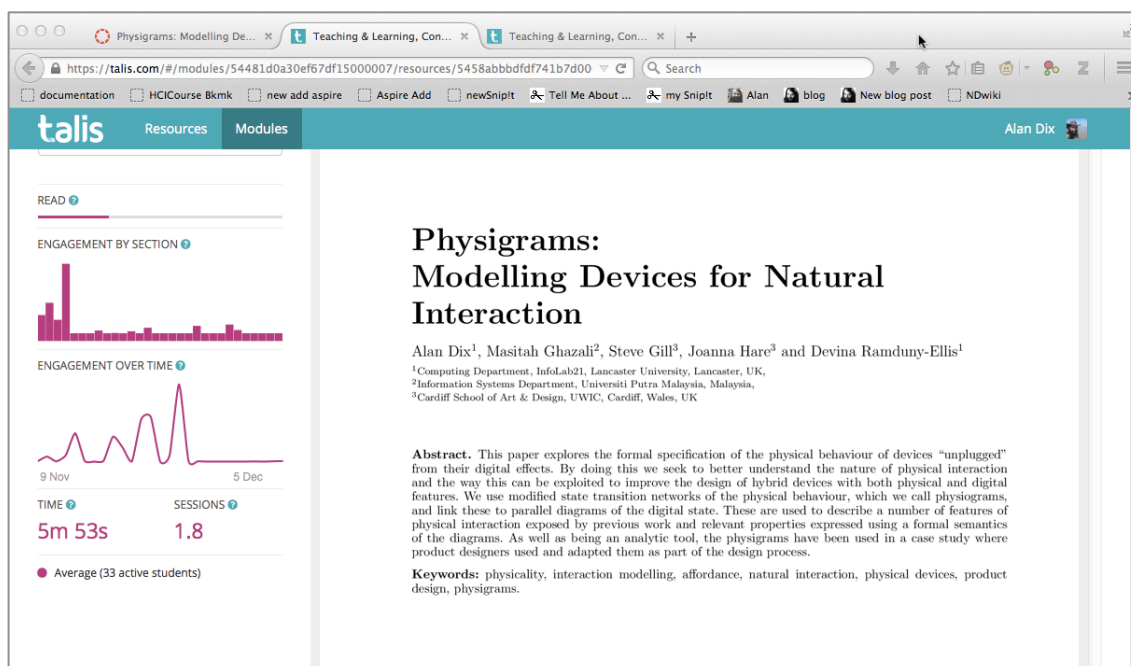 Physigrams: Modelling De...
Teaching & Learning, Con...
Teaching & Learning, Con...
https://talis.com/#/modules/54481d0a30ef67df15000007/resources/5458abbbdfdf741b7d00
Search
documentation HCICourse Bkmk new add aspire Aspire Add newSnip!t Tell Me About ... my Snip!t Alan blog New blog post NDwiki
talis Resources Modules Alan Dix
READ ?
ENGAGEMENT BY SECTION ?
ENGAGEMENT OVER TIME ?
9 Nov 5 Dec
TIME ? SESSIONS ?
5m 53s 1.8
Average (33 active students)
Physigrams:
Modelling Devices for Natural
Interaction
Alan Dix¹, Masitah Ghazali², Steve Gill³, Joanna Hare³ and Devina Ramduny-Ellis¹
¹Computing Department, InfoLab21, Lancaster University, Lancaster, UK,
²Information Systems Department, Universiti Putra Malaysia, Malaysia,
³Cardiff School of Art & Design, UWIC, Cardiff, Wales, UK
Abstract. This paper explores the formal specification of the physical behaviour of devices “unplugged”
from their digital effects. By doing this we seek to better understand the nature of physical interaction
and the way this can be exploited to improve the design of hybrid devices with both physical and digital
features. We use modified state transition networks of the physical behaviour, which we call physiograms,
and link these to parallel diagrams of the digital state. These are used to describe a number of features of
physical interaction exposed by previous work and relevant properties expressed using a formal semantics
of the diagrams. As well as being an analytic tool, the physigrams have been used in a case study where
product designers used and adapted them as part of the design process.
Keywords: physicality, interaction modelling, affordance, natural interaction, physical devices, product
design, physigrams.